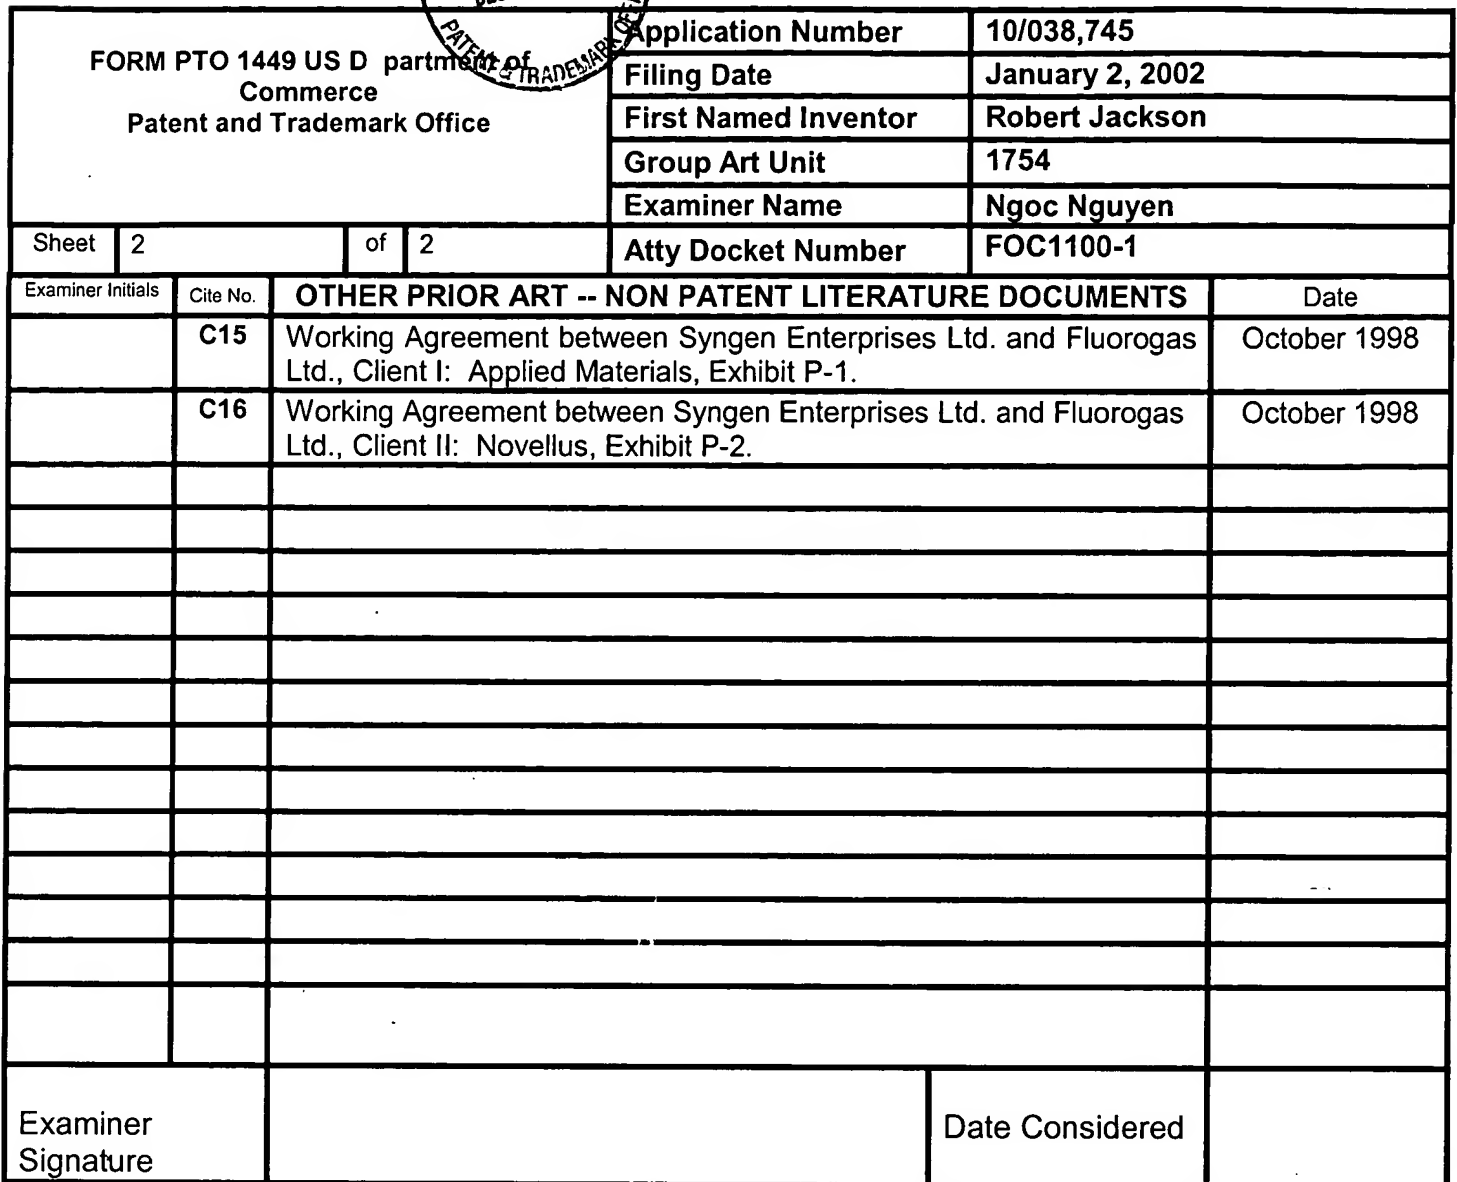 FORM PTO 1449 US D partment of
Commerce
Patent and Trademark Office
PATENT & TRADEMARK
Application Number 10/038,745
Filing Date January 2, 2002
First Named Inventor Robert Jackson
Group Art Unit 1754
Examiner Name Ngoc Nguyen
Sheet 2 of 2 Atty Docket Number FOC1100-1
Examiner Initials Cite No. OTHER PRIOR ART -- NON PATENT LITERATURE DOCUMENTS Date
C15 Working Agreement between Syngen Enterprises Ltd. and Fluorogas October 1998
Ltd., Client I: Applied Materials, Exhibit P-1.
C16 Working Agreement between Syngen Enterprises Ltd. and Fluorogas October 1998
Ltd., Client II: Novellus, Exhibit P-2.
Examiner
Signature
Date Considered